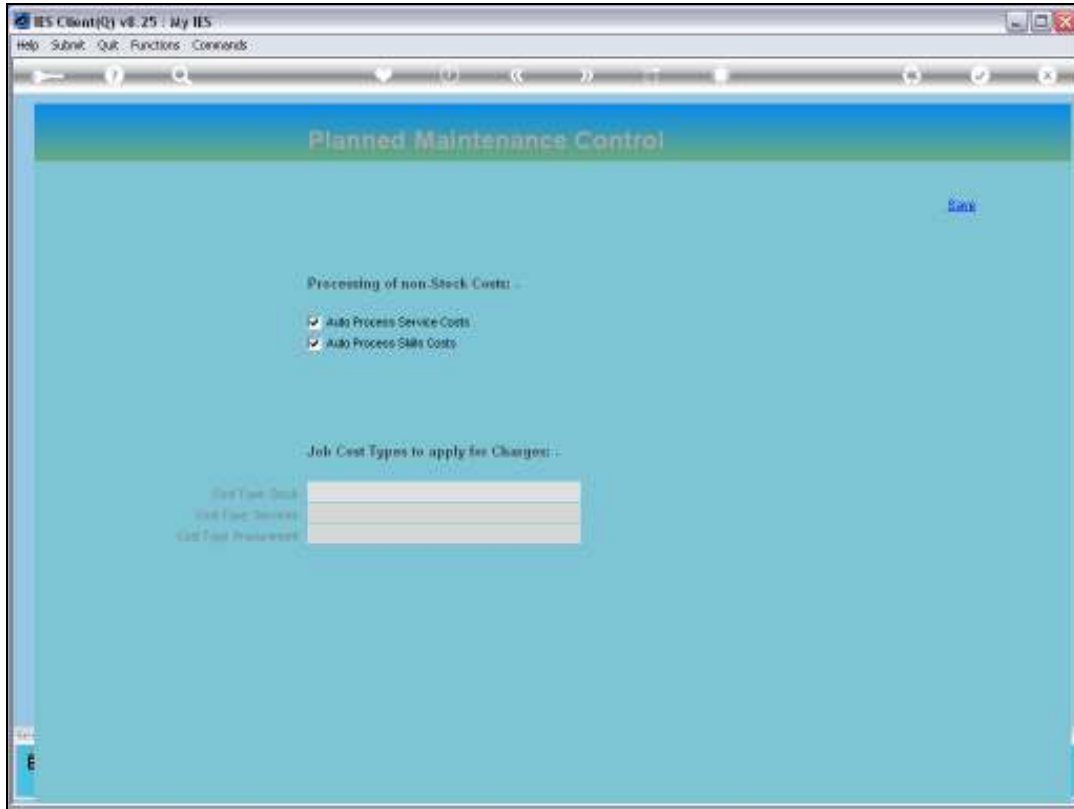 IES Client(Q) v8.25 : My IES
Help Submit Quit Functions Commands
Planned Maintenance Control
Save
Processing of non-Stock Costs: -
Auto Process Service Costs
Auto Process Skills Costs
Job Cost Types to apply for Charges: -
Cost Type Stock
Cost Type Services
Cost Type Procurement